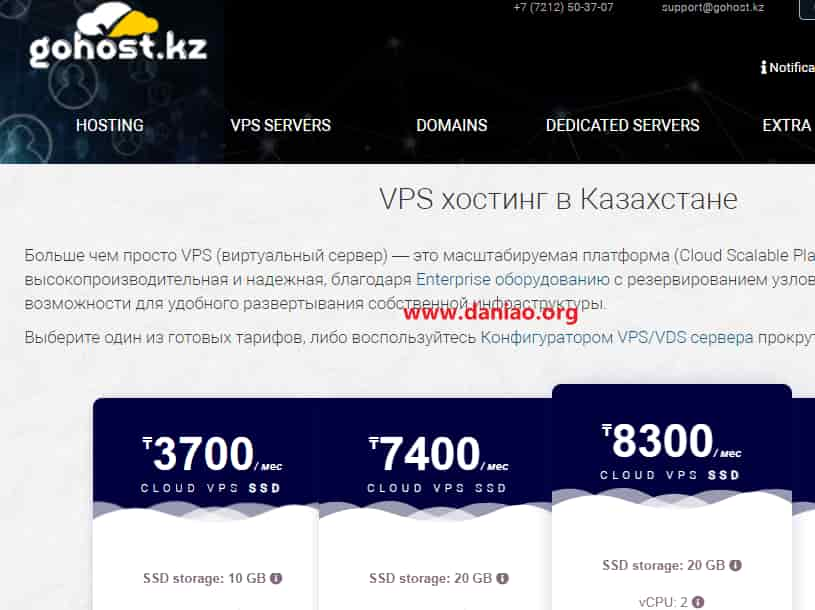 +7 (7212) 50-37-07 support@gohost.kz
gohost.kz
Notifica
HOSTING VPS SERVERS DOMAINS DEDICATED SERVERS EXTRA
VPS хостинг в Казахстане
Больше чем просто VPS (виртуальный сервер) — это масштабируемая платформа (Cloud Scalable Pla
высокопроизводительная и надежная, благодаря Enterprise оборудованию с резервированием узлов
возможности для удобного развертывания собственной инфраструктуры.
www.daniao.org
Выберите один из готовых тарифов, либо воспользуйтесь Конфигуратором VPS/VDS сервера прокрут
₸3700/мес ₸7400/мес ₸8300/мес
CLOUD VPS SSD CLOUD VPS SSD CLOUD VPS SSD
SSD storage: 10 GB SSD storage: 20 GB SSD storage: 20 GB
vCPU: 2